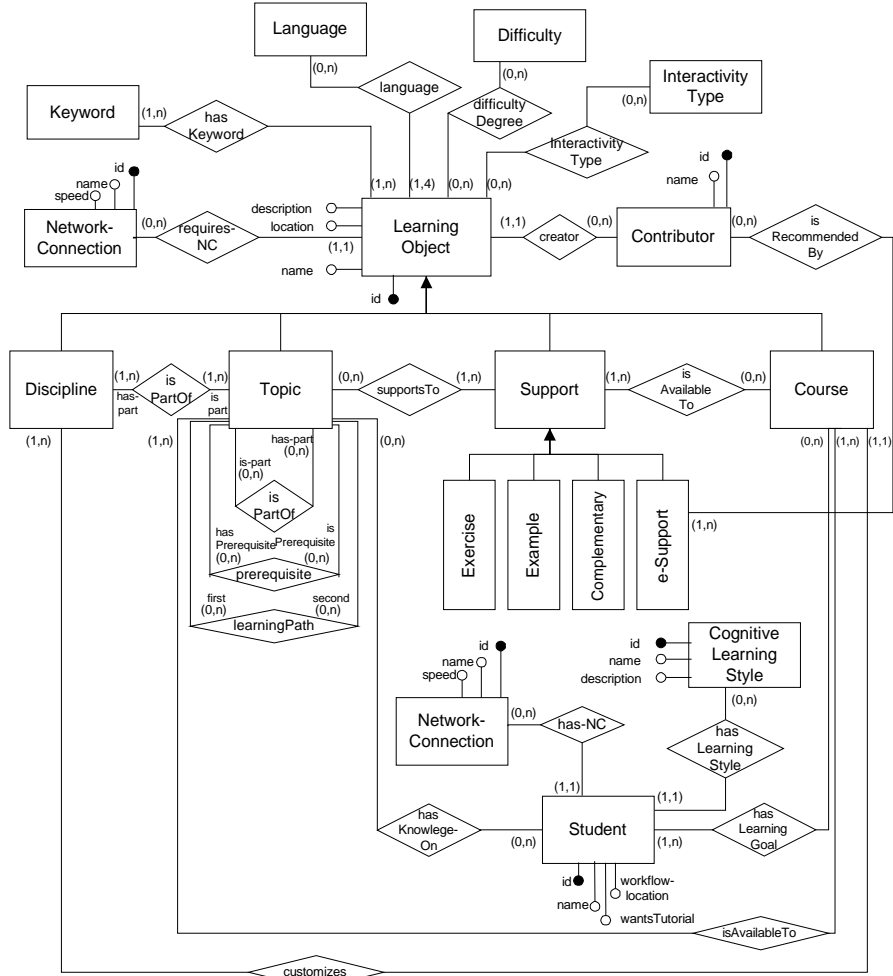 Language
Difficulty
(0,n)
(0,n)
language
Interactivity
Type
(0,n)
difficulty
Degree
Keyword
(1,n)
has
Keyword
Interactivity
Type
id
name
id
name
speed
(1,n)
(1,4)
(0,n)
(0,n)
description
location
Network-
Connection
(0,n)
requires-
NC
(1,1)
name
id
Learning
Object
(1,1)
creator
(0,n)
Contributor
(0,n)
is
Recommended
By
Discipline
(1,n)
has-
part
is
PartOf
(1,n)
is
part
Topic
(0,n)
supportsTo
(1,n)
Support
(1,n)
is
Available
To
(0,n)
Course
(1,n)
(1,n)
(0,n)
(0,n)
(1,n)
(1,1)
has-part
(0,n)
is-part
(0,n)
is
PartOf
has
Prerequisite
(0,n)
is
Prerequisite
(0,n)
prerequisite
first
(0,n)
second
(0,n)
learningPath
Exercise
Example
Complementary
e-Support
(1,n)
id
name
speed
Network-
Connection
(0,n)
has-NC
(1,1)
id
name
description
Cognitive
Learning
Style
(0,n)
has
Learning
Style
(1,1)
has
Knowlege-
On
(0,n)
Student
(1,n)
has
Learning
Goal
id
name
workflow-
location
wantsTutorial
isAvailableTo
customizes